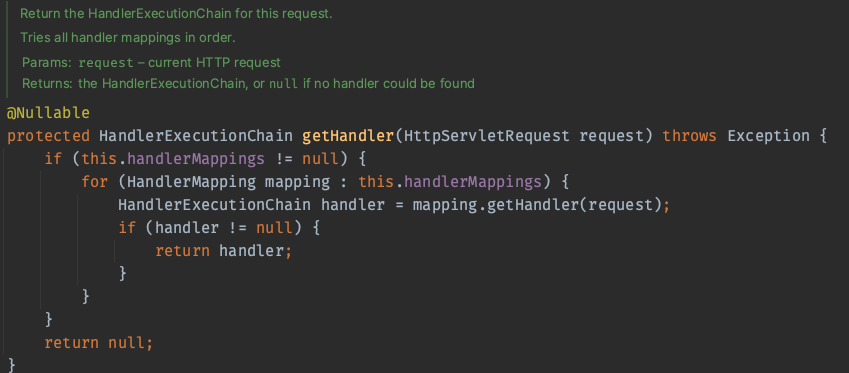 Return the HandlerExecutionChain for this request.
Tries all handler mappings in order.
Params: request – current HTTP request
Returns: the HandlerExecutionChain, or null if no handler could be found
@Nullable
protected HandlerExecutionChain getHandler(HttpServletRequest request) throws Exception {
    if (this.handlerMappings != null) {
        for (HandlerMapping mapping : this.handlerMappings) {
            HandlerExecutionChain handler = mapping.getHandler(request);
            if (handler != null) {
                return handler;
            }
        }
    }
    return null;
}